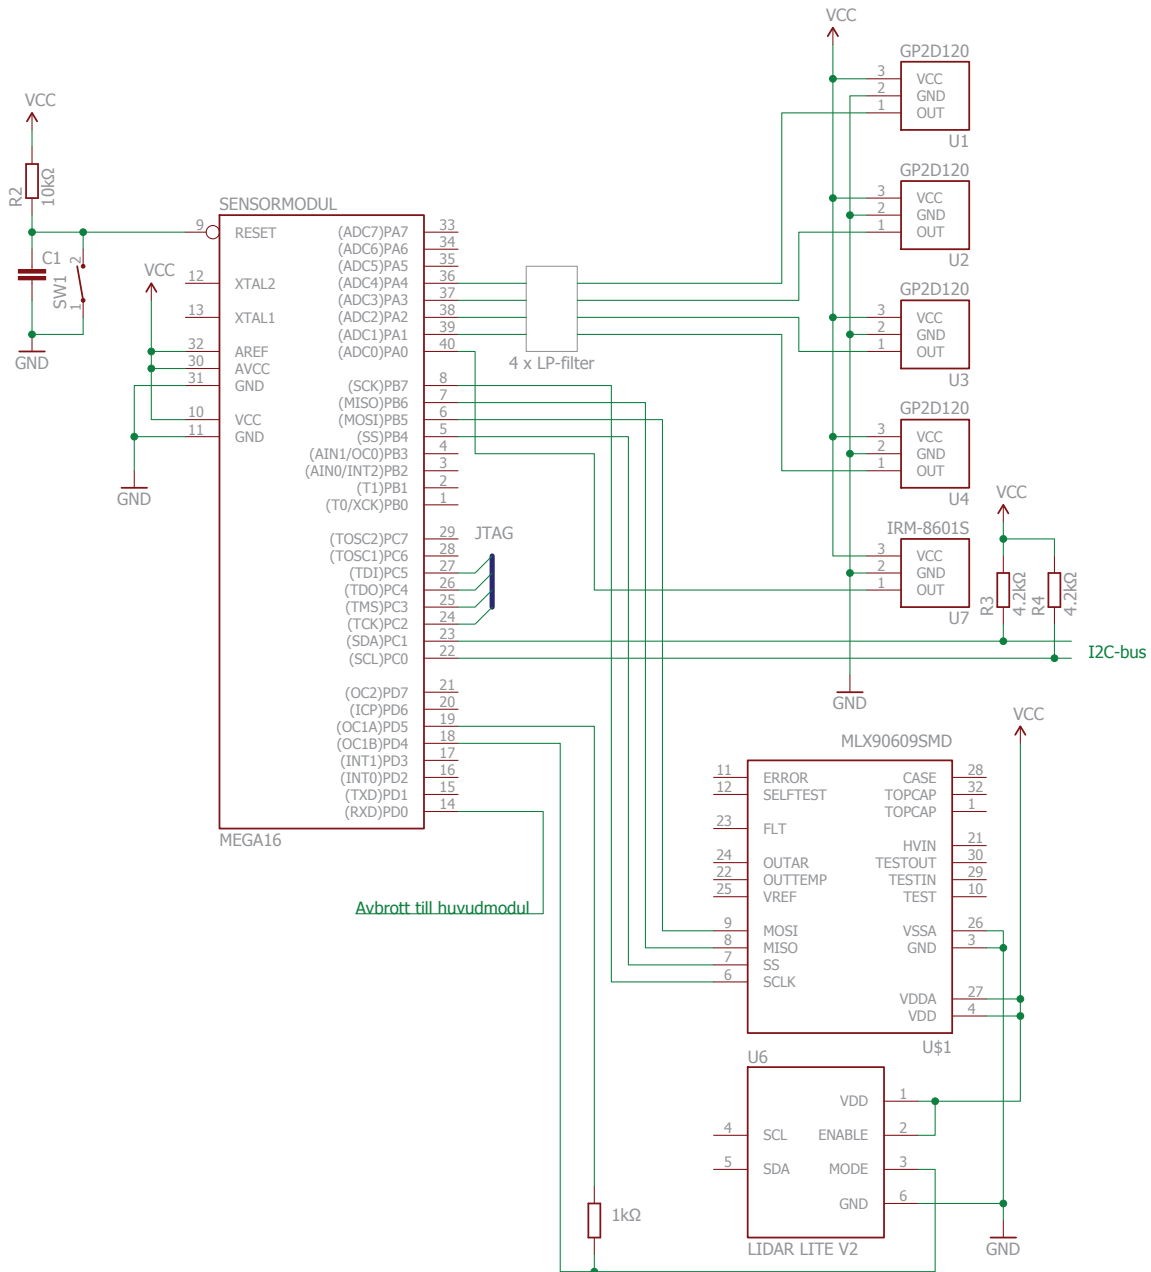 VCC
R2
10kΩ
C1
SW1
2
1
GND
VCC
GND
SENSORMODUL
9 RESET
12 XTAL2
13 XTAL1
32 AREF
30 AVCC
31 GND
10 VCC
11 GND
(ADC7)PA7 33
(ADC6)PA6 34
(ADC5)PA5 35
(ADC4)PA4 36
(ADC3)PA3 37
(ADC2)PA2 38
(ADC1)PA1 39
(ADC0)PA0 40
(SCK)PB7 8
(MISO)PB6 7
(MOSI)PB5 6
(SS)PB4 5
(AIN1/OC0)PB3 4
(AIN0/INT2)PB2 3
(T1)PB1 2
(T0/XCK)PB0 1
(TOSC2)PC7 29
(TOSC1)PC6 28
(TDI)PC5 27
(TDO)PC4 26
(TMS)PC3 25
(TCK)PC2 24
(SDA)PC1 23
(SCL)PC0 22
(OC2)PD7 21
(ICP)PD6 20
(OC1A)PD5 19
(OC1B)PD4 18
(INT1)PD3 17
(INT0)PD2 16
(TXD)PD1 15
(RXD)PD0 14
MEGA16
4 x LP-filter
JTAG
Avbrott till huvudmodul
VCC
GP2D120
3 VCC
2 GND
1 OUT
U1
GP2D120
3 VCC
2 GND
1 OUT
U2
GP2D120
3 VCC
2 GND
1 OUT
U3
GP2D120
3 VCC
2 GND
1 OUT
U4
IRM-8601S
3 VCC
2 GND
1 OUT
U7
GND
VCC
R3
4.2kΩ
R4
4.2kΩ
I2C-bus
VCC
MLX90609SMD
11 ERROR
12 SELFTEST
23 FLT
24 OUTAR
22 OUTTEMP
25 VREF
9 MOSI
8 MISO
7 SS
6 SCLK
CASE 28
TOPCAP 32
TOPCAP 1
HVIN 21
TESTOUT 30
TESTIN 29
TEST 10
VSSA 26
GND 3
VDDA 27
VDD 4
U$1
U6
4 SCL
5 SDA
VDD 1
ENABLE 2
MODE 3
GND 6
LIDAR LITE V2
GND
1kΩ